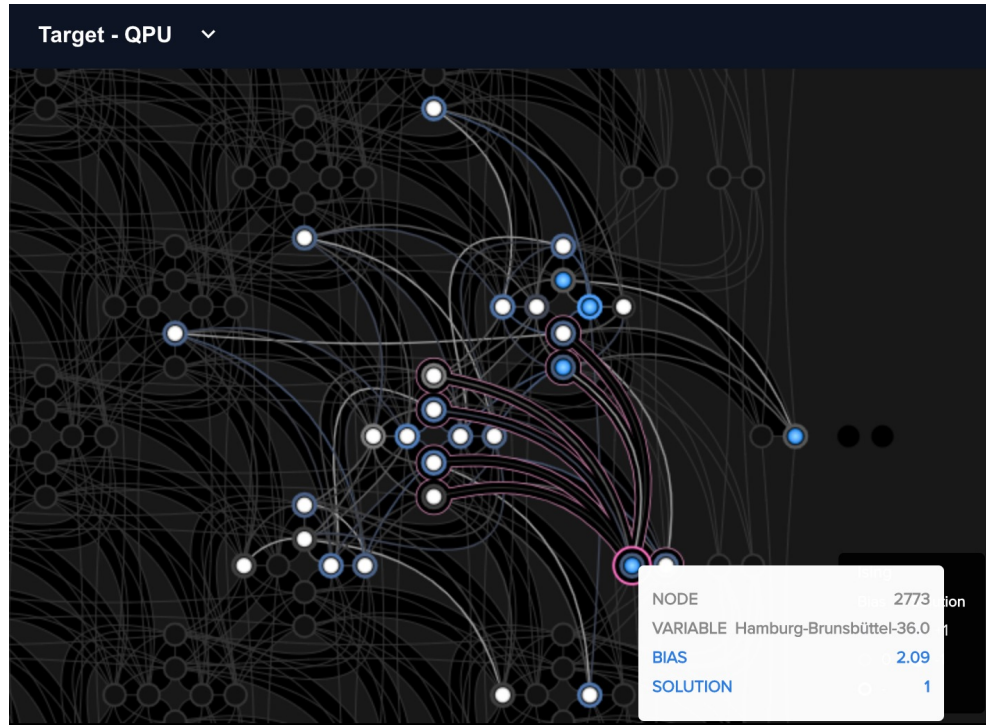 Target - QPU
NODE 2773
VARIABLE Hamburg-Brunsbüttel-36.0
BIAS 2.09
SOLUTION 1